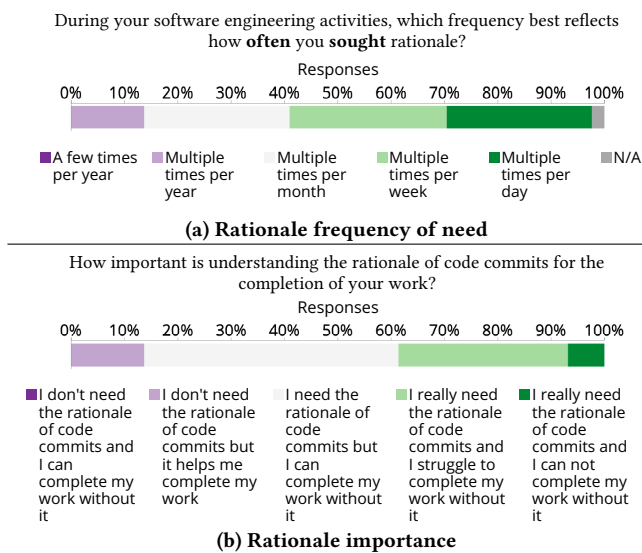 During your software engineering activities, which frequency best reflects
how often you sought rationale?
Responses
0% 10% 20% 30% 40% 50% 60% 70% 80% 90% 100%
A few times
per year
Multiple
times per
year
Multiple
times per
month
Multiple
times per
week
Multiple
times per
day
N/A
(a) Rationale frequency of need
How important is understanding the rationale of code commits for the
completion of your work?
Responses
0% 10% 20% 30% 40% 50% 60% 70% 80% 90% 100%
I don't need
the rationale
of code
commits and
I can
complete my
work without
it
I don't need
the rationale
of code
commits but
it helps me
complete my
work
I need the
rationale of
code
commits but
I can
complete my
work without
it
I really need
the rationale
of code
commits and
I struggle to
complete my
work without
it
I really need
the rationale
of code
commits and
I can not
complete my
work without
it
(b) Rationale importance